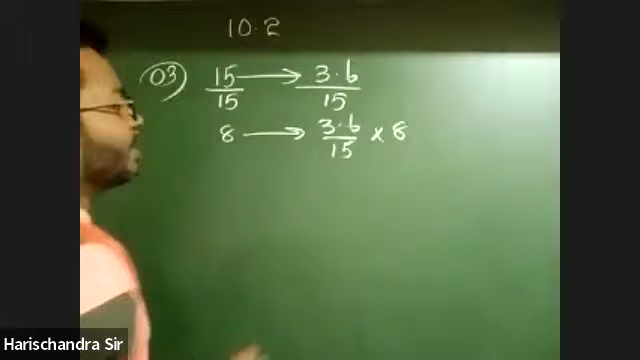 10.2
03 15/15 → 3.6/15
8 → 3.6/15 × 8
Harischandra Sir